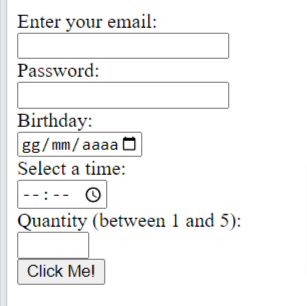 Enter your email:
Password:
Birthday:
gg/mm/aaaa
Select a time:
--:--
Quantity (between 1 and 5):
Click Me!